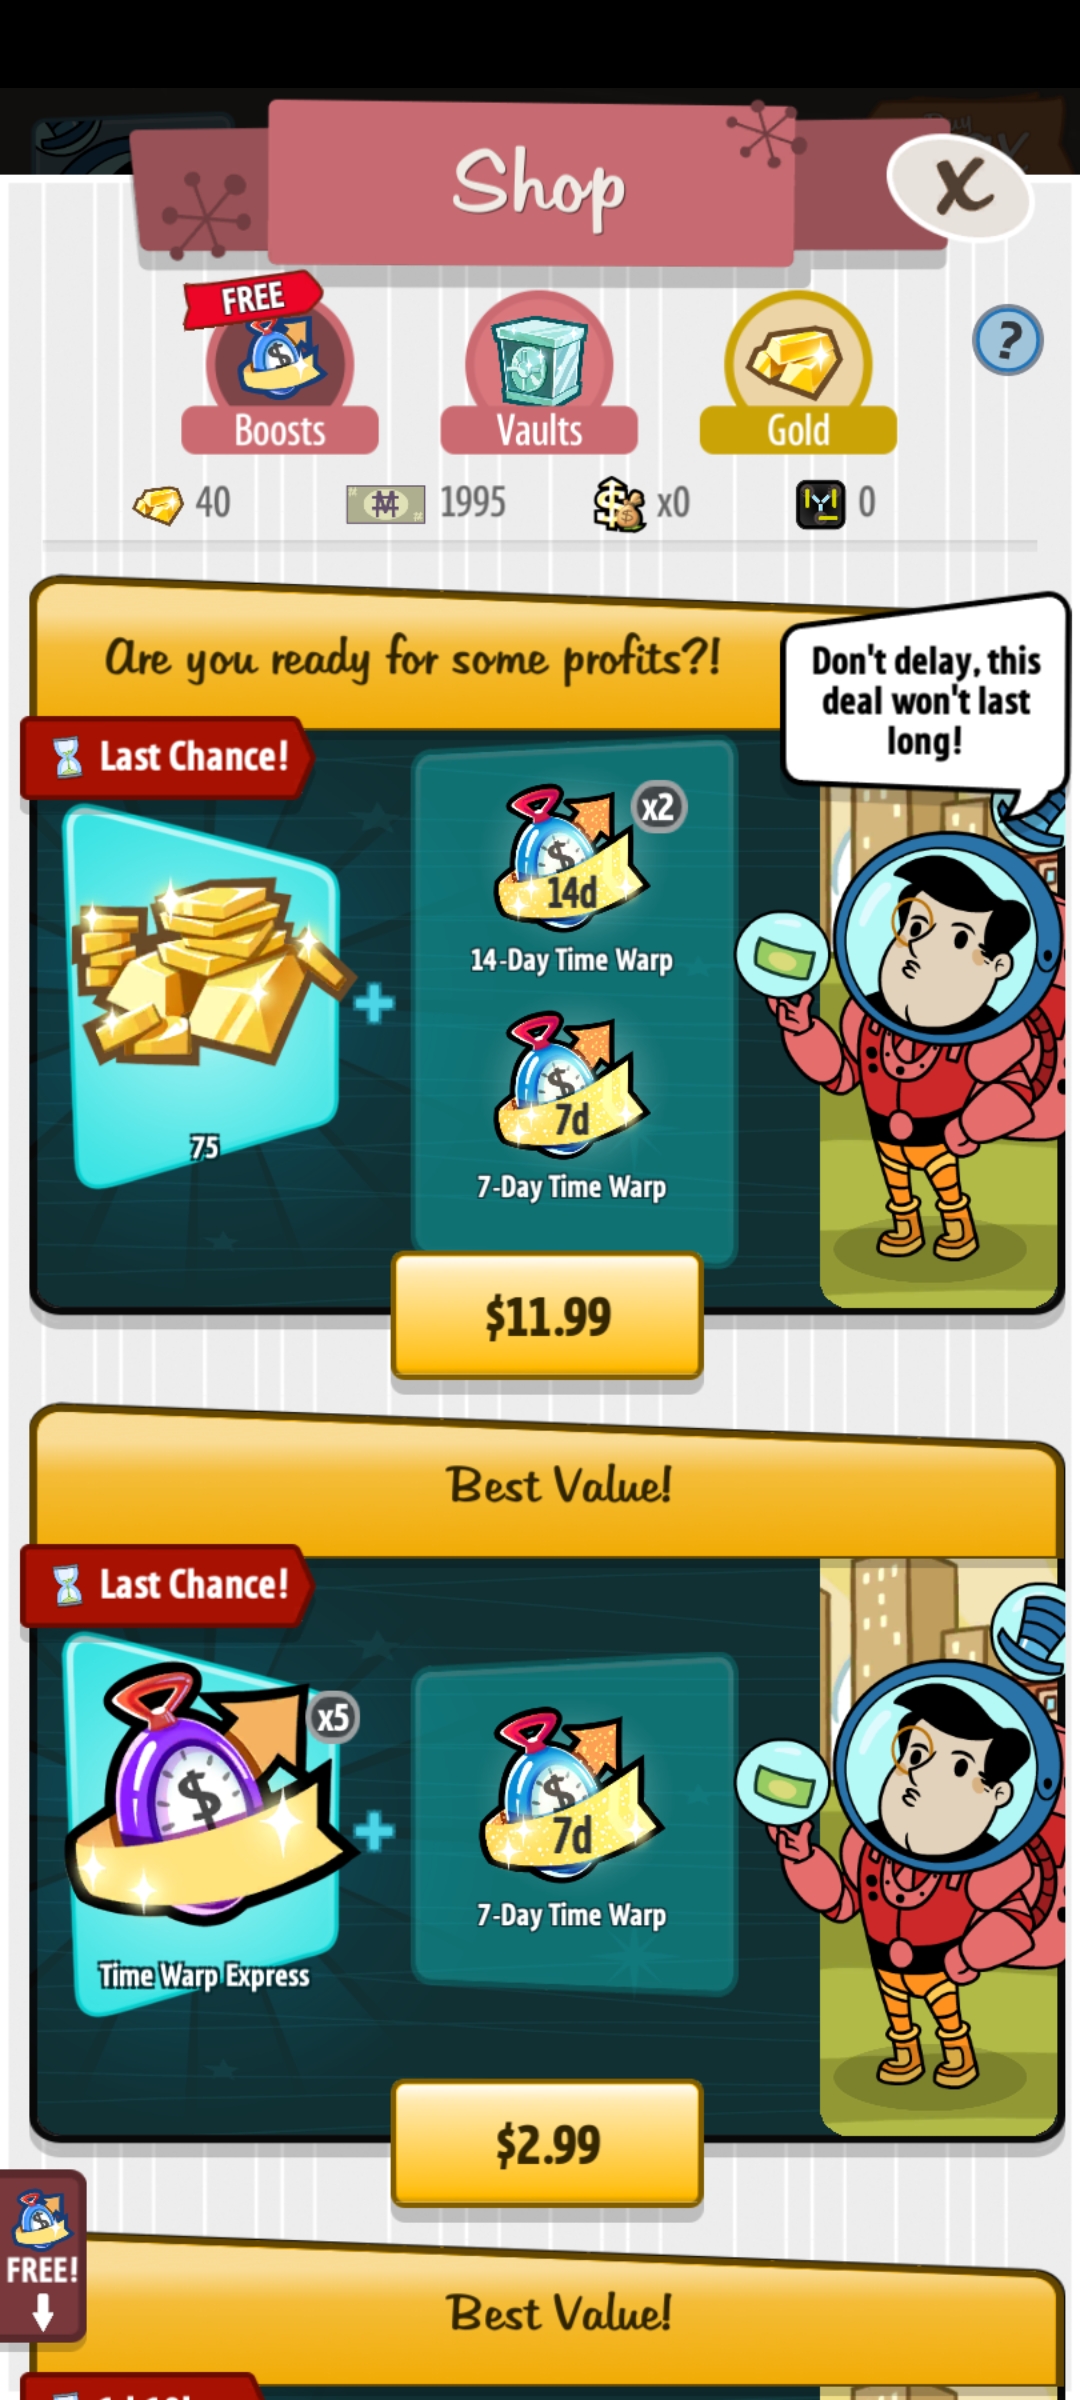 Shop
X
FREE
Boosts
Vaults
Gold
?
40
1995
x0
0
Are you ready for some profits?!
Don't delay, this
deal won't last
long!
Last Chance!
x2
14d
14-Day Time Warp
7d
7-Day Time Warp
75
$11.99
Best Value!
Last Chance!
x5
7d
7-Day Time Warp
Time Warp Express
$2.99
FREE!
Best Value!